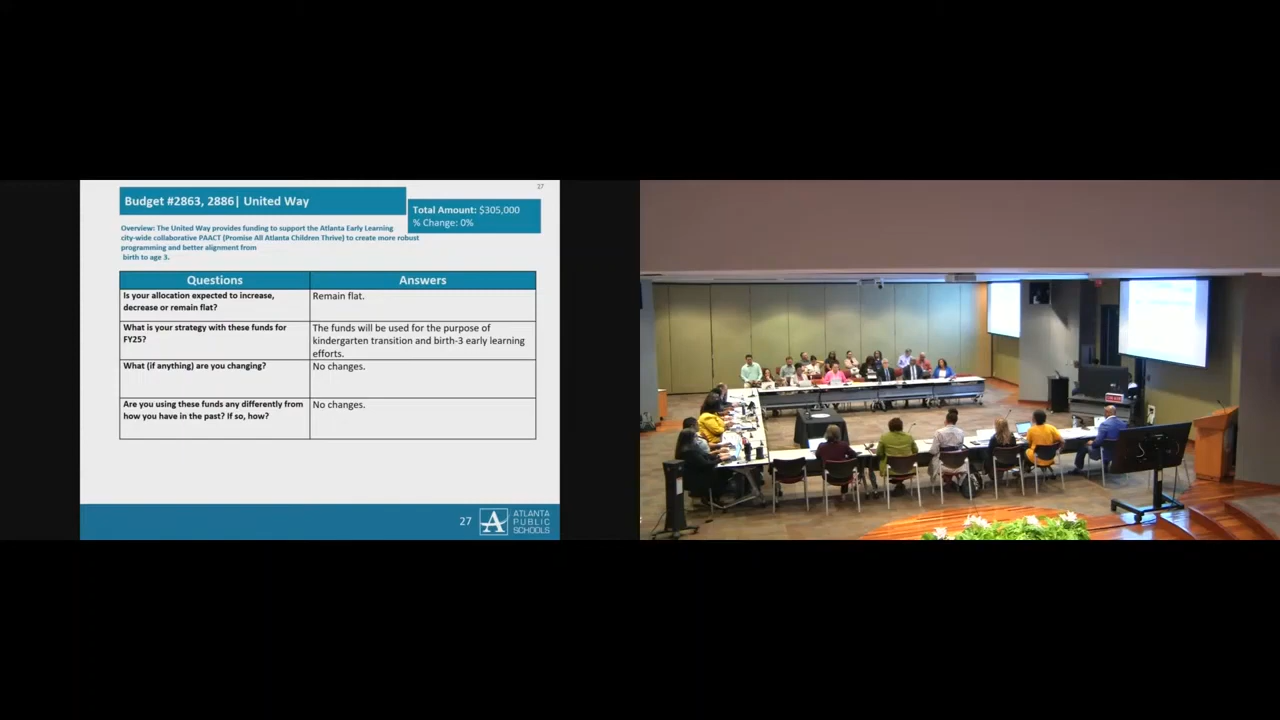 27
Budget #2863, 2886| United Way
Total Amount: $305,000
% Change: 0%
Overview: The United Way provides funding to support the Atlanta Early Learning
city-wide collaborative PAACT (Promise All Atlanta Children Thrive) to create more robust
programming and better alignment from
birth to age 3.
Questions
Answers
Is your allocation expected to increase,
decrease or remain flat?
Remain flat.
What is your strategy with these funds for
FY25?
The funds will be used for the purpose of
kindergarten transition and birth-3 early learning
efforts.
What (if anything) are you changing?
No changes.
Are you using these funds any differently from
how you have in the past? If so, how?
No changes.
27
ATLANTA
PUBLIC
SCHOOLS